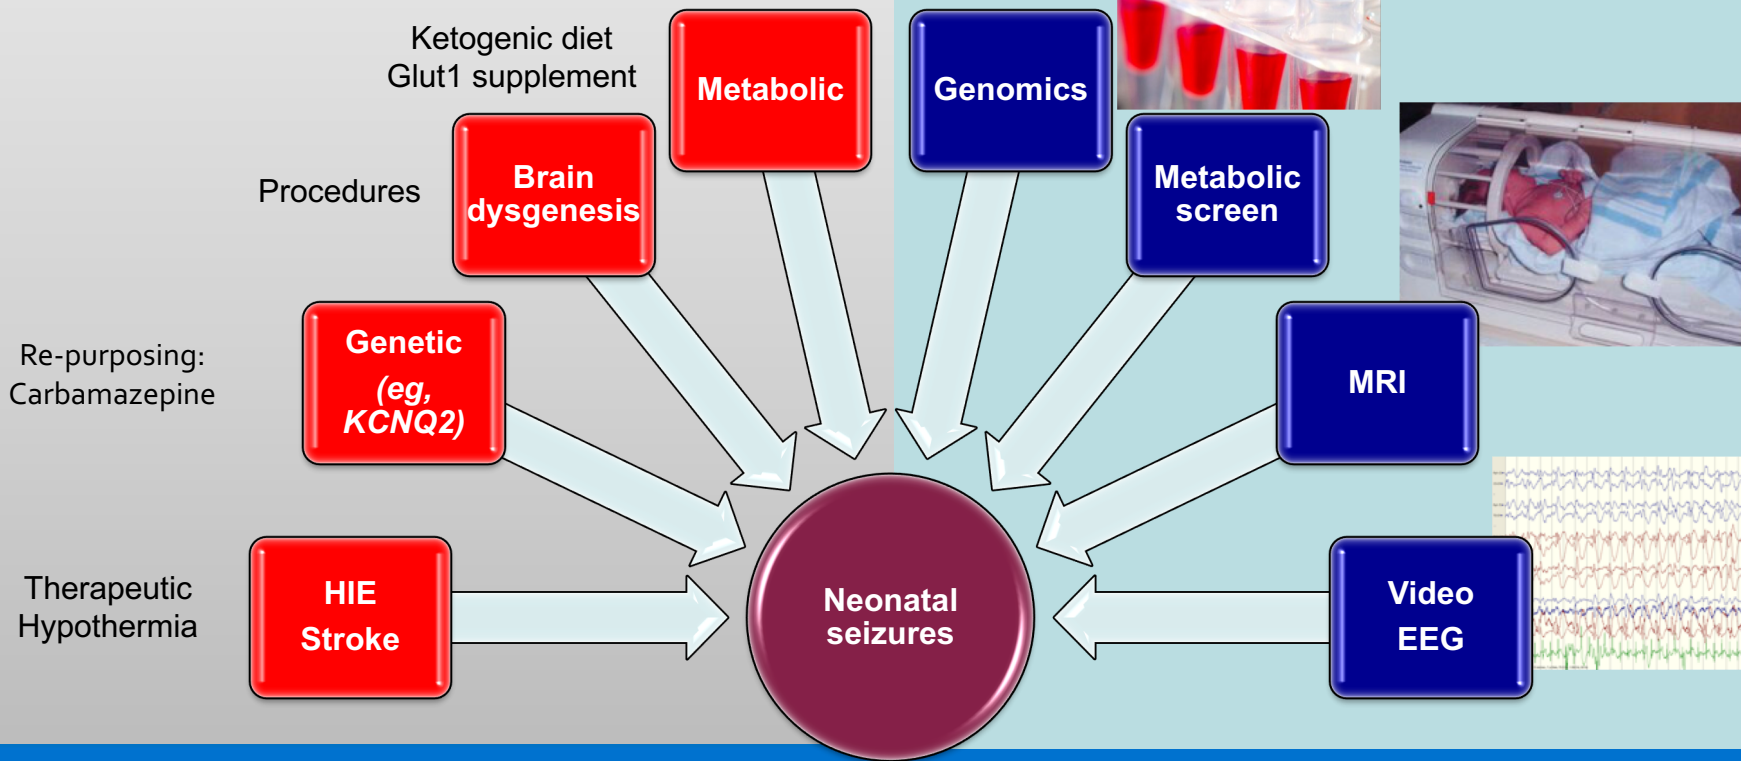 Ketogenic diet
Glut1 supplement
Metabolic
Genomics
Procedures
Brain
dysgenesis
Metabolic
screen
Re-purposing:
Carbamazepine
Genetic
(eg,
KCNQ2)
MRI
Therapeutic
Hypothermia
HIE
Stroke
Neonatal
seizures
Video
EEG